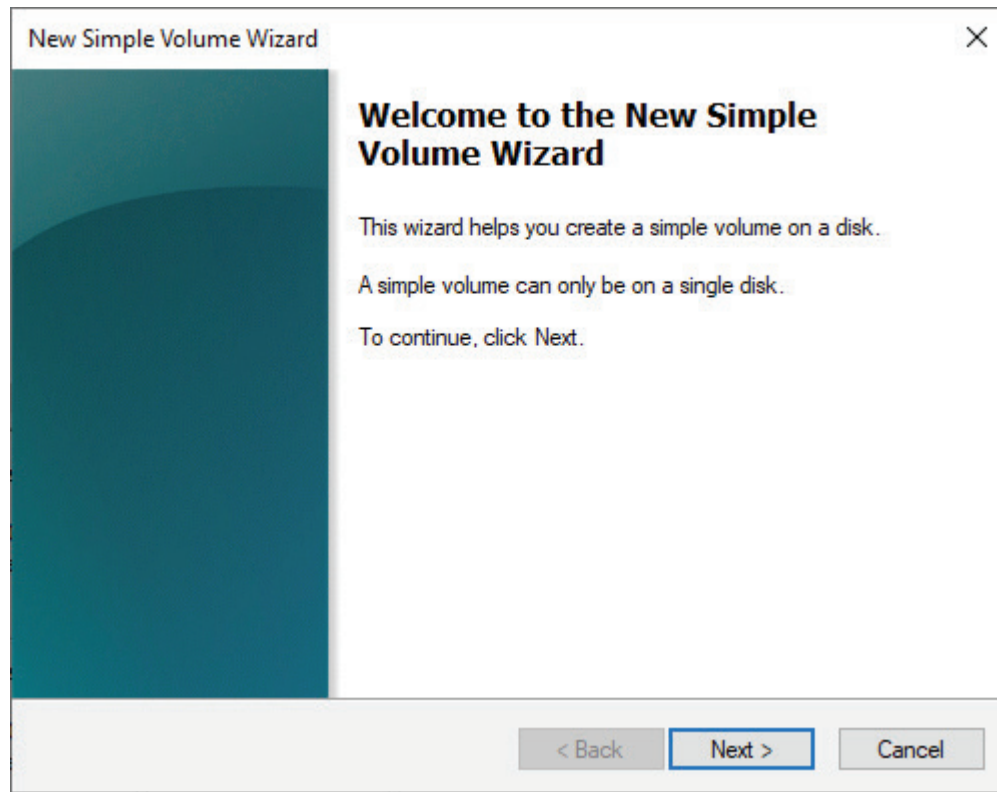 New Simple Volume Wizard
Welcome to the New Simple
Volume Wizard
This wizard helps you create a simple volume on a disk.
A simple volume can only be on a single disk.
To continue, click Next.
< Back
Next >
Cancel